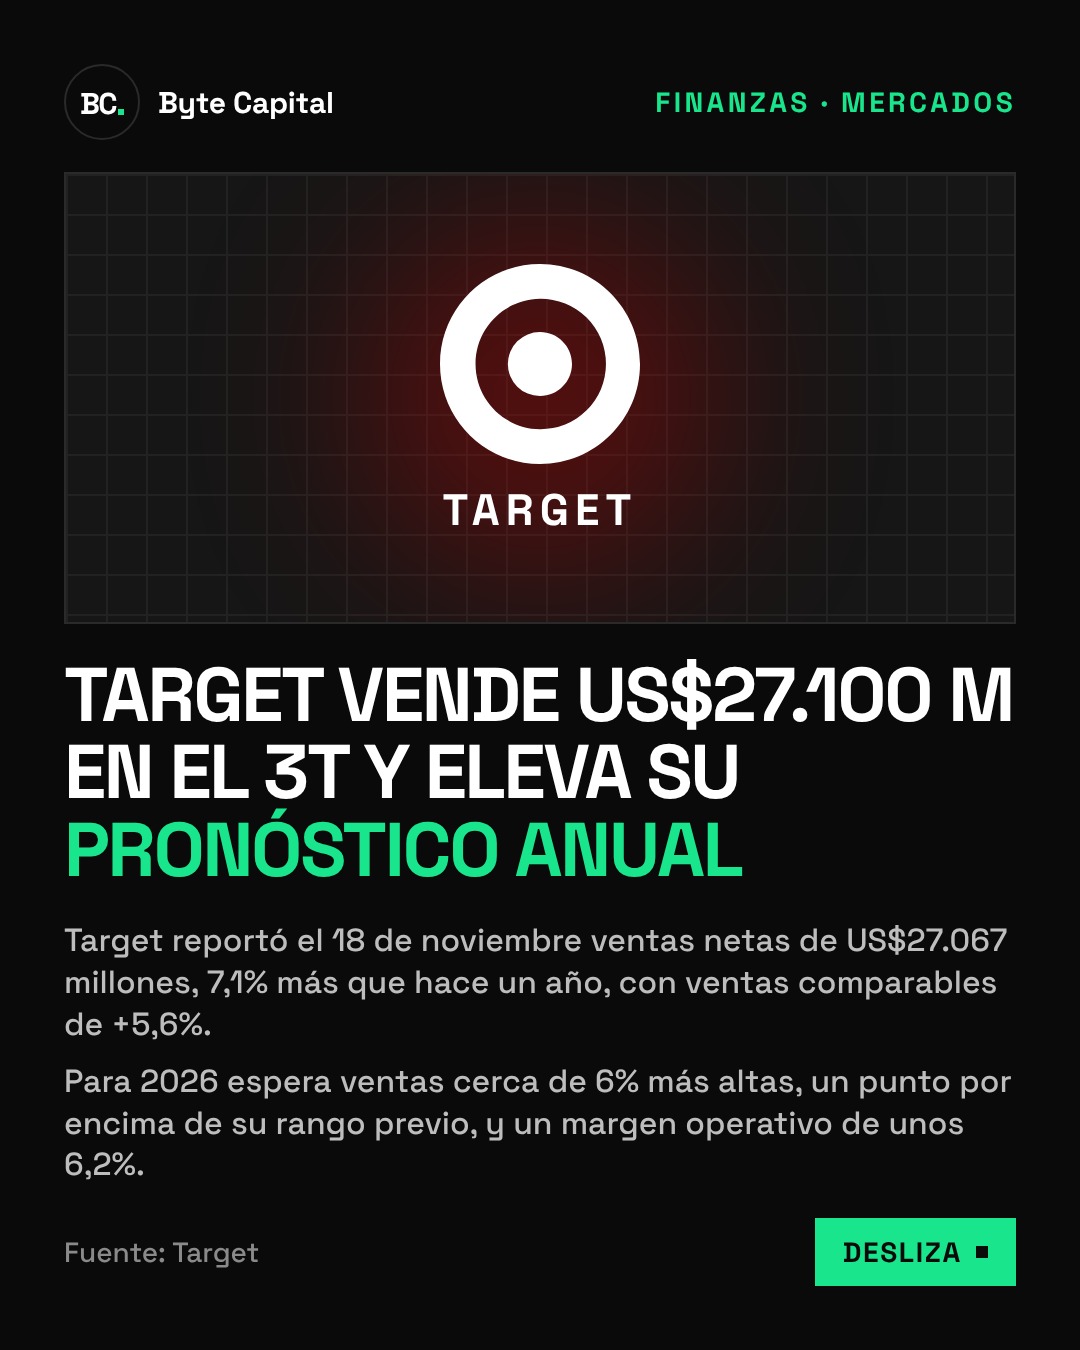 BC.
Byte Capital
FINANZAS · MERCADOS
TARGET
TARGET VENDE US$27.100 M
EN EL 3T Y ELEVA SU
PRONÓSTICO ANUAL
Target reportó el 18 de noviembre ventas netas de US$27.067
millones, 7,1% más que hace un año, con ventas comparables
de +5,6%.
Para 2026 espera ventas cerca de 6% más altas, un punto por
encima de su rango previo, y un margen operativo de unos
6,2%.
Fuente: Target
DESLIZA